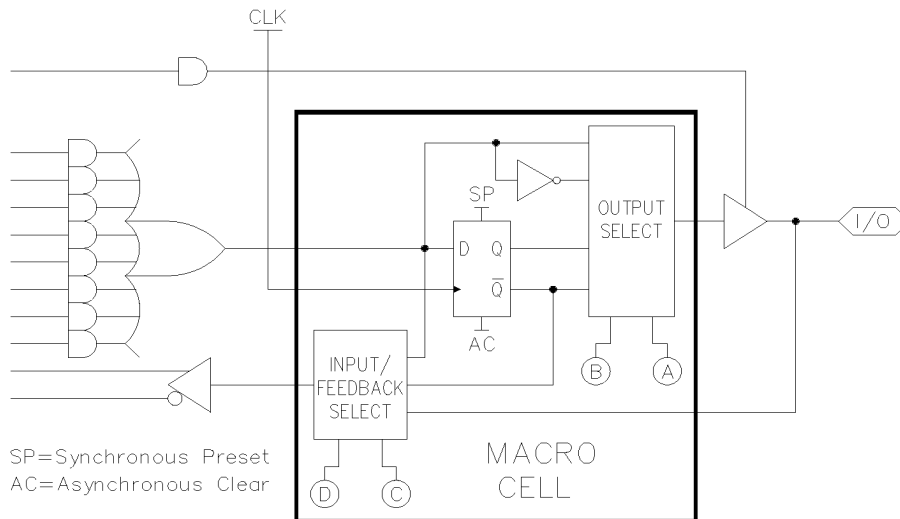 CLK
SP
D Q
Q̅
AC
OUTPUT
SELECT
I/O
B A
INPUT/
FEEDBACK
SELECT
D C
MACRO
CELL
SP=Synchronous Preset
AC=Asynchronous Clear